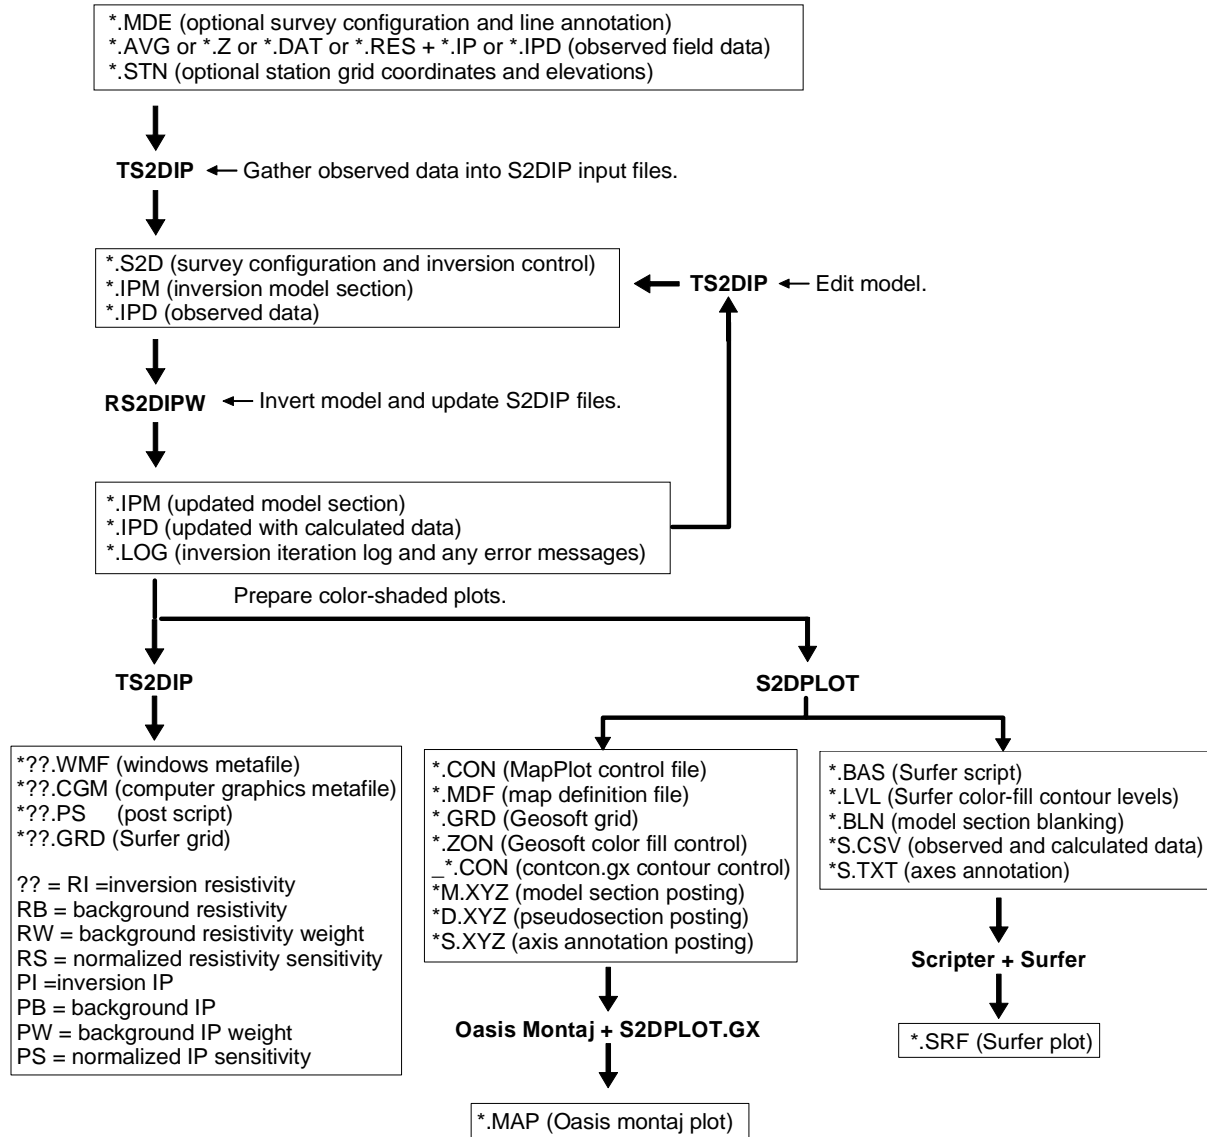 *.MDE (optional survey configuration and line annotation)
*.AVG or *.Z or *.DAT or *.RES + *.IP or *.IPD (observed field data)
*.STN (optional station grid coordinates and elevations)
TS2DIP
Gather observed data into S2DIP input files.
*.S2D (survey configuration and inversion control)
*.IPM (inversion model section)
*.IPD (observed data)
TS2DIP
Edit model.
RS2DIPW
Invert model and update S2DIP files.
*.IPM (updated model section)
*.IPD (updated with calculated data)
*.LOG (inversion iteration log and any error messages)
Prepare color-shaded plots.
TS2DIP
S2DPLOT
*??.WMF (windows metafile)
*??.CGM (computer graphics metafile)
*??.PS (post script)
*??.GRD (Surfer grid)
?? = RI =inversion resistivity
RB = background resistivity
RW = background resistivity weight
RS = normalized resistivity sensitivity
PI =inversion IP
PB = background IP
PW = background IP weight
PS = normalized IP sensitivity
*.CON (MapPlot control file)
*.MDF (map definition file)
*.GRD (Geosoft grid)
*.ZON (Geosoft color fill control)
_*.CON (contcon.gx contour control)
*M.XYZ (model section posting)
*D.XYZ (pseudosection posting)
*S.XYZ (axis annotation posting)
Oasis Montaj + S2DPLOT.GX
*.MAP (Oasis montaj plot)
*.BAS (Surfer script)
*.LVL (Surfer color-fill contour levels)
*.BLN (model section blanking)
*S.CSV (observed and calculated data)
*S.TXT (axes annotation)
Scripter + Surfer
*.SRF (Surfer plot)